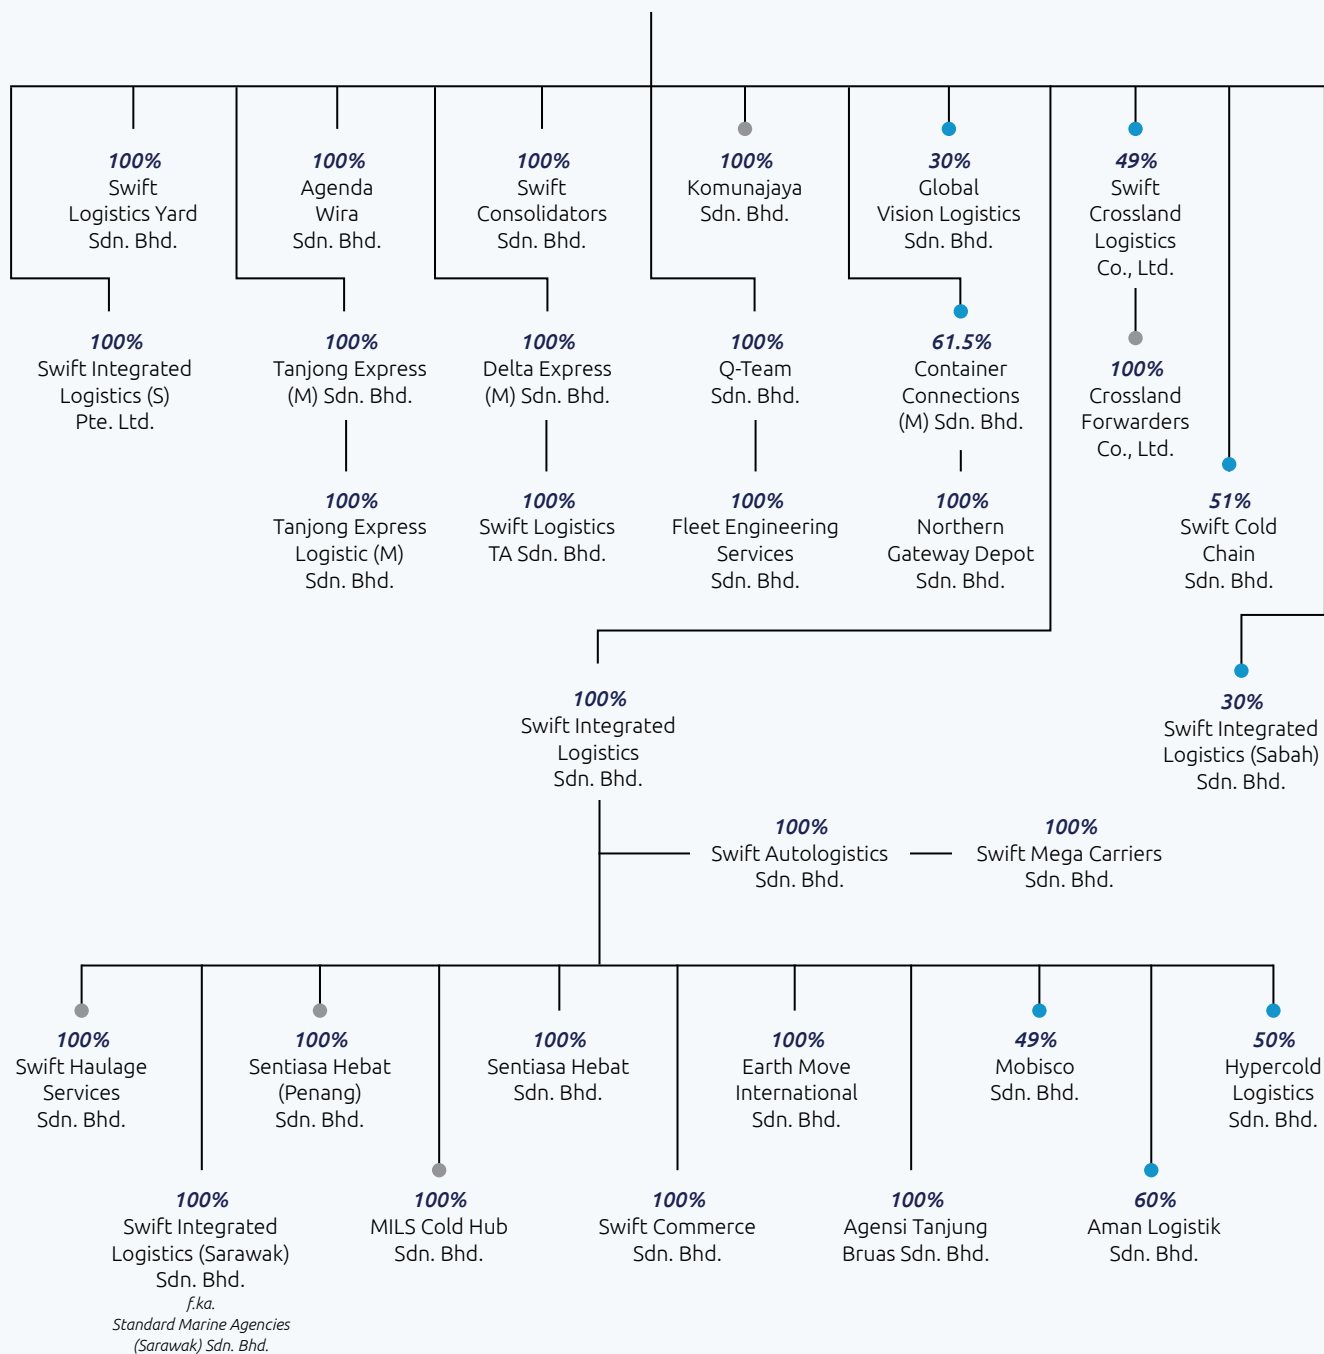 100%
Swift
Logistics Yard
Sdn. Bhd.
100%
Agenda
Wira
Sdn. Bhd.
100%
Swift
Consolidators
Sdn. Bhd.
100%
Komunajaya
Sdn. Bhd.
30%
Global
Vision Logistics
Sdn. Bhd.
49%
Swift
Crossland
Logistics
Co., Ltd.
100%
Swift Integrated
Logistics (S)
Pte. Ltd.
100%
Tanjong Express
(M) Sdn. Bhd.
100%
Delta Express
(M) Sdn. Bhd.
100%
Q-Team
Sdn. Bhd.
61.5%
Container
Connections
(M) Sdn. Bhd.
100%
Crossland
Forwarders
Co., Ltd.
100%
Tanjong Express
Logistic (M)
Sdn. Bhd.
100%
Swift Logistics
TA Sdn. Bhd.
100%
Fleet Engineering
Services
Sdn. Bhd.
100%
Northern
Gateway Depot
Sdn. Bhd.
51%
Swift Cold
Chain
Sdn. Bhd.
100%
Swift Integrated
Logistics
Sdn. Bhd.
30%
Swift Integrated
Logistics (Sabah)
Sdn. Bhd.
100%
Swift Autologistics
Sdn. Bhd.
100%
Swift Mega Carriers
Sdn. Bhd.
100%
Swift Haulage
Services
Sdn. Bhd.
100%
Sentiasa Hebat
(Penang)
Sdn. Bhd.
100%
Sentiasa Hebat
Sdn. Bhd.
100%
Earth Move
International
Sdn. Bhd.
49%
Mobisco
Sdn. Bhd.
50%
Hypercold
Logistics
Sdn. Bhd.
100%
Swift Integrated
Logistics (Sarawak)
Sdn. Bhd.
f.ka.
Standard Marine Agencies
(Sarawak) Sdn. Bhd.
100%
MILS Cold Hub
Sdn. Bhd.
100%
Swift Commerce
Sdn. Bhd.
100%
Agensi Tanjung
Bruas Sdn. Bhd.
60%
Aman Logistik
Sdn. Bhd.